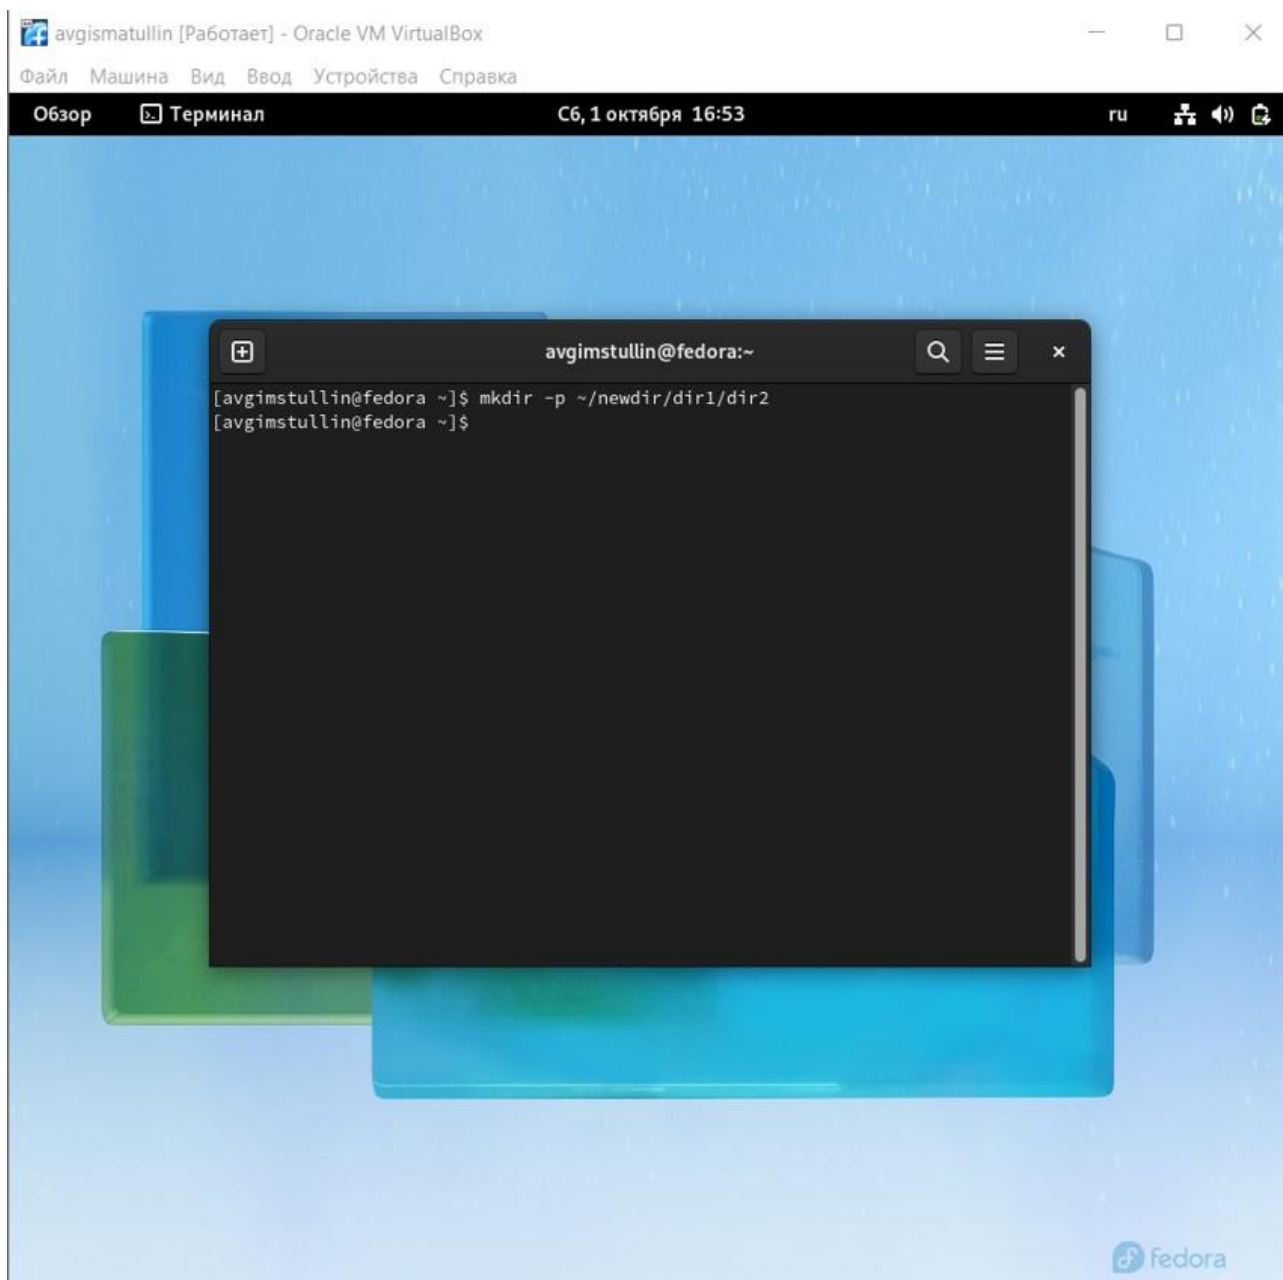 avgismatullin [Работает] - Oracle VM VirtualBox
Файл Машина Вид Ввод Устройства Справка
Обзор Терминал Сб, 1 октября 16:53 ru
avgimstullin@fedora:~
[avgimstullin@fedora ~]$ mkdir -p ~/newdir/dir1/dir2
[avgimstullin@fedora ~]$
fedora